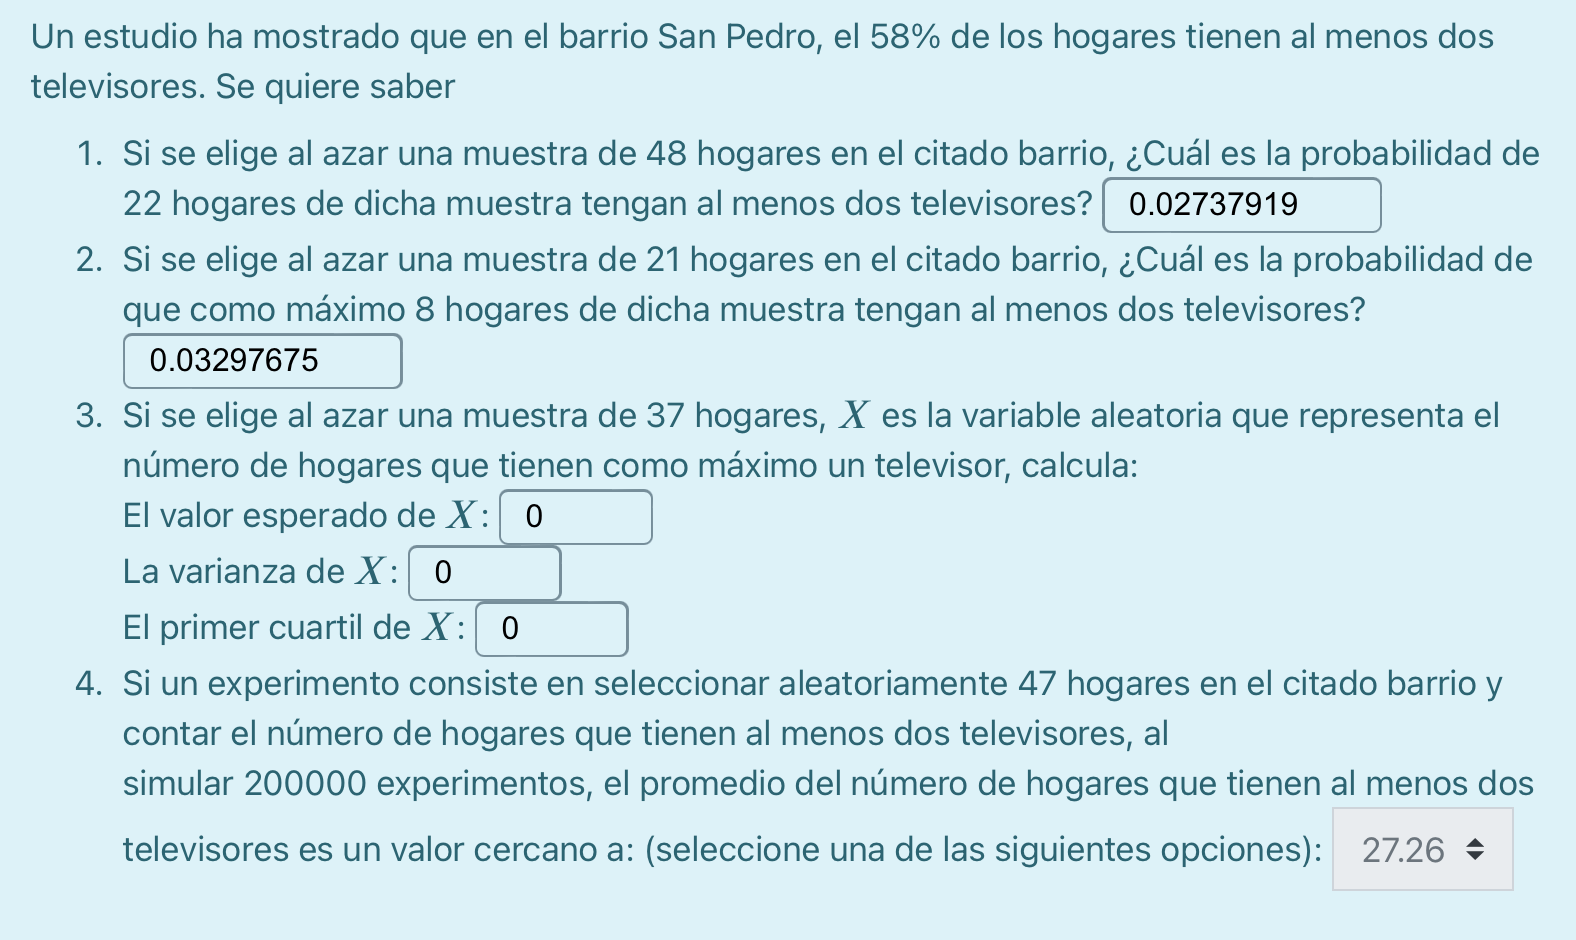 Un estudio ha mostrado que en el barrio San Pedro, el 58% de los hogares tienen al menos dos
televisores. Se quiere saber
1. Si se elige al azar una muestra de 48 hogares en el citado barrio, ¿Cuál es la probabilidad de
22 hogares de dicha muestra tengan al menos dos televisores? 0.02737919
2. Si se elige al azar una muestra de 21 hogares en el citado barrio, ¿Cuál es la probabilidad de
que como máximo 8 hogares de dicha muestra tengan al menos dos televisores?
0.03297675
3. Si se elige al azar una muestra de 37 hogares, X es la variable aleatoria que representa el
número de hogares que tienen como máximo un televisor, calcula:
El valor esperado de X: 0
La varianza de X: 0
El primer cuartil de X: 0
4. Si un experimento consiste en seleccionar aleatoriamente 47 hogares en el citado barrio y
contar el número de hogares que tienen al menos dos televisores, al
simular 200000 experimentos, el promedio del número de hogares que tienen al menos dos
televisores es un valor cercano a: (seleccione una de las siguientes opciones): 27.26